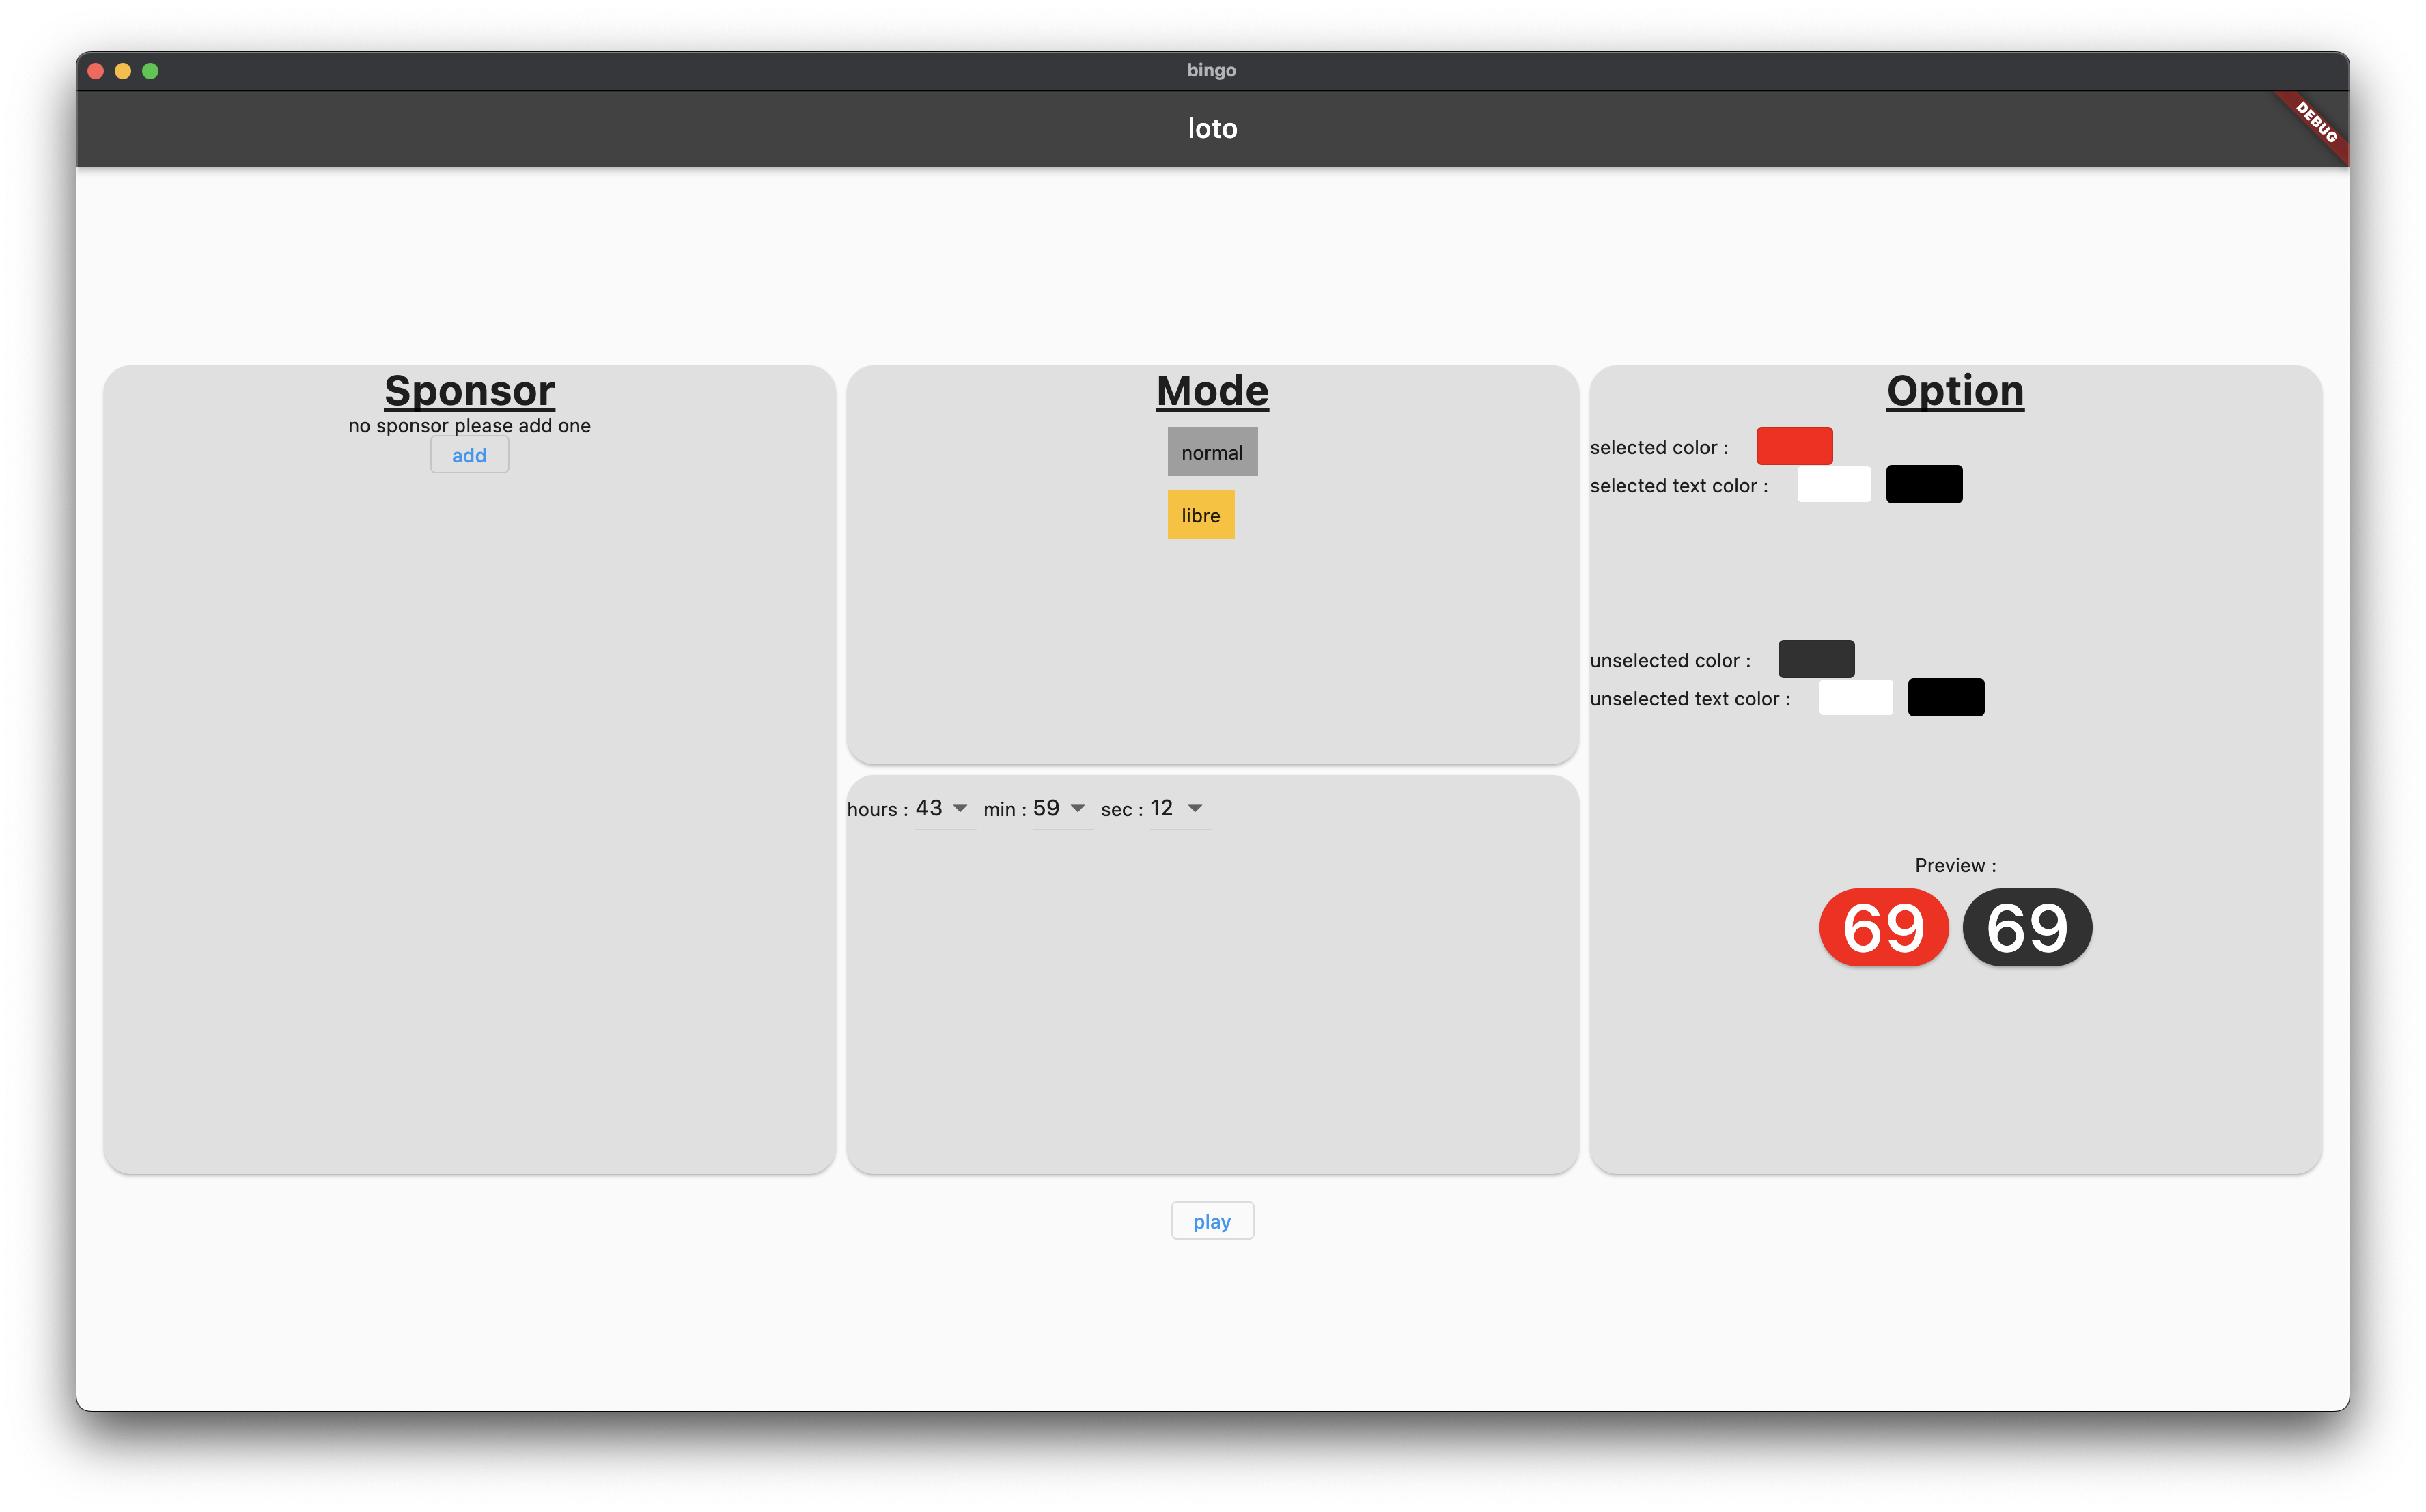 bingo
loto
DEBUG
Sponsor
no sponsor please add one
add
Mode
normal
libre
hours : 43 min : 59 sec : 12
Option
selected color :
selected text color :
unselected color :
unselected text color :
Preview :
69 69
play